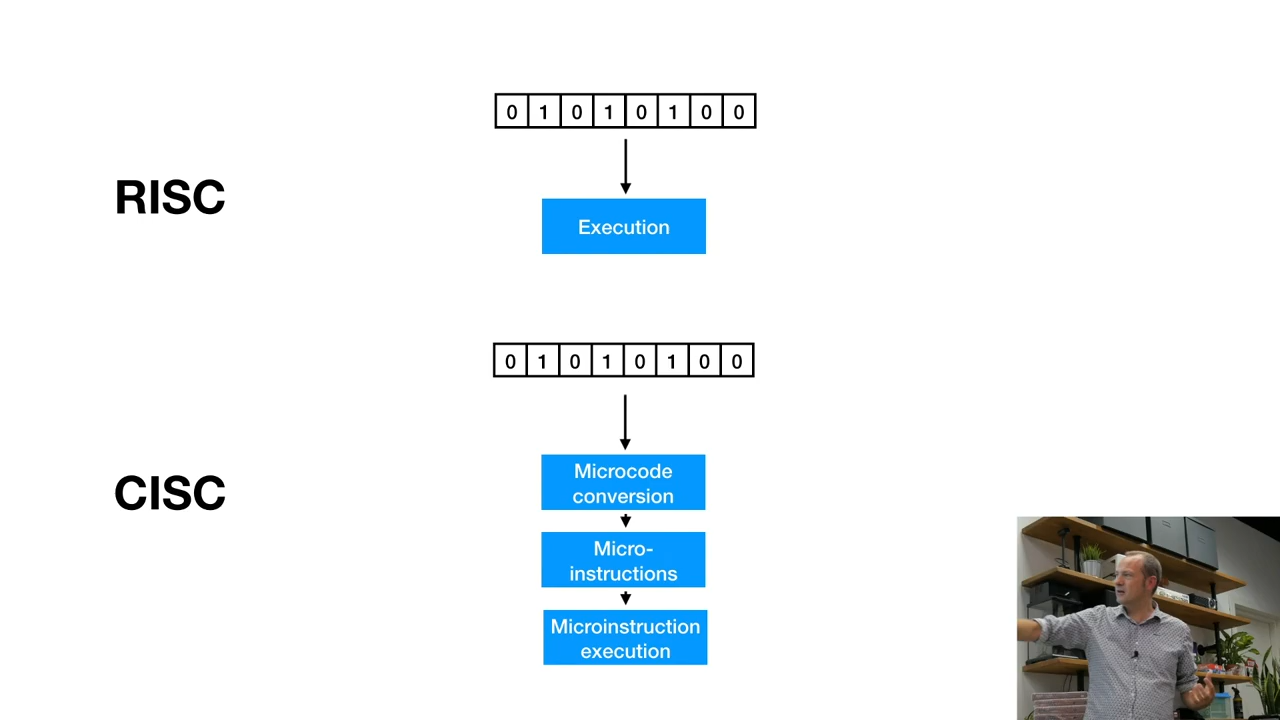 0 1 0 1 0 1 0 0
RISC
Execution
0 1 0 1 0 1 0 0
CISC
Microcode
conversion
Micro-
instructions
Microinstruction
execution